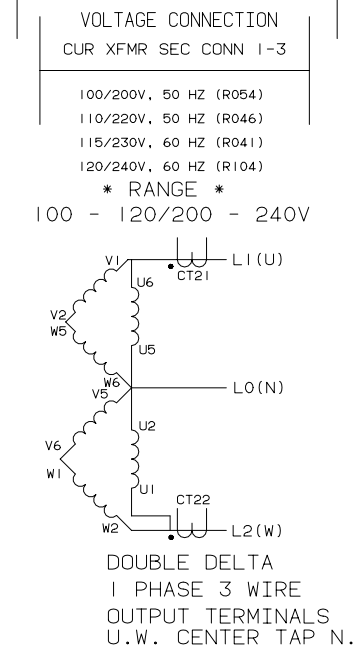 VOLTAGE CONNECTION
CUR XFMR SEC CONN 1-3
100/200V, 50 HZ (R054)
110/220V, 50 HZ (R046)
115/230V, 60 HZ (R041)
120/240V, 60 HZ (R104)
* RANGE *
100 - 120/200 - 240V
V1
L1(U)
CT21
U6
V2
W5
U5
W6
V5
L0(N)
U2
V6
W1
U1
CT22
W2
L2(W)
DOUBLE DELTA
1 PHASE 3 WIRE
OUTPUT TERMINALS
U.W. CENTER TAP N.